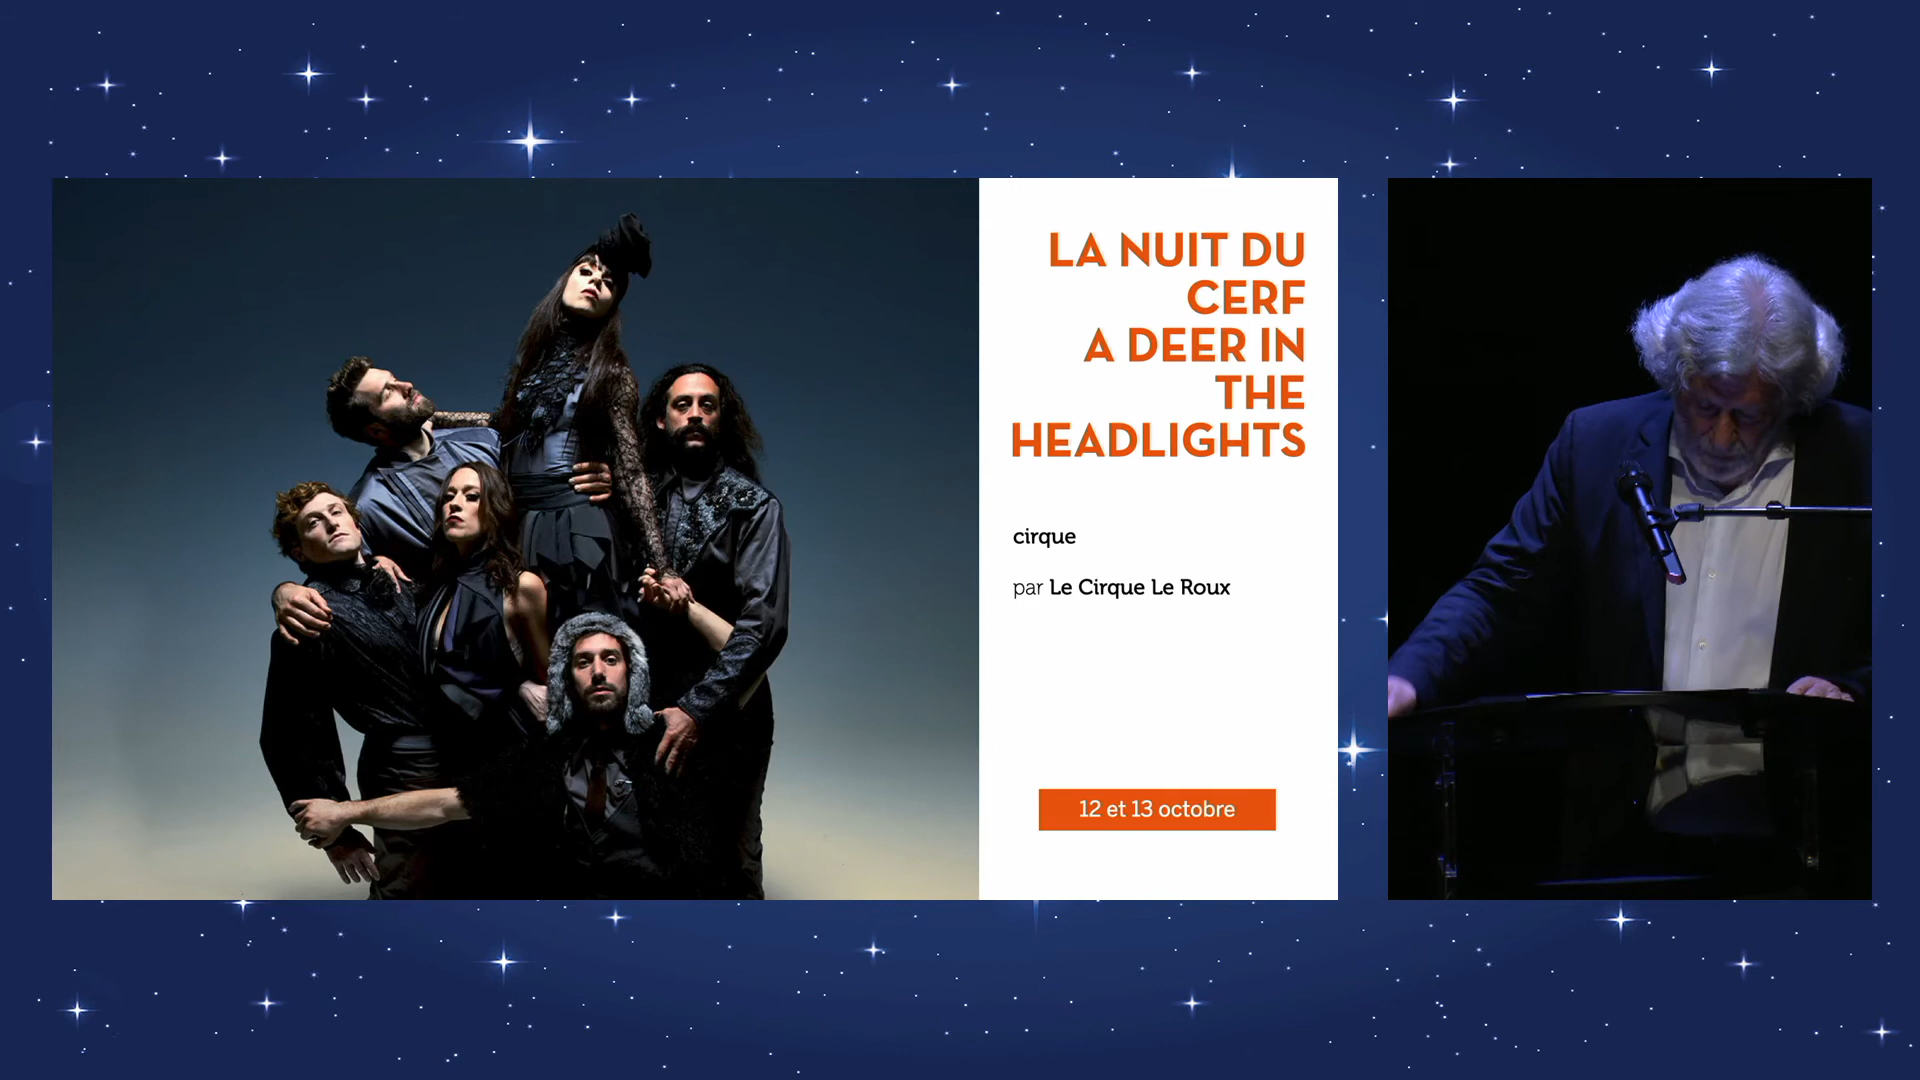 LA NUIT DU
CERF
A DEER IN
THE
HEADLIGHTS
cirque
par Le Cirque Le Roux
12 et 13 octobre